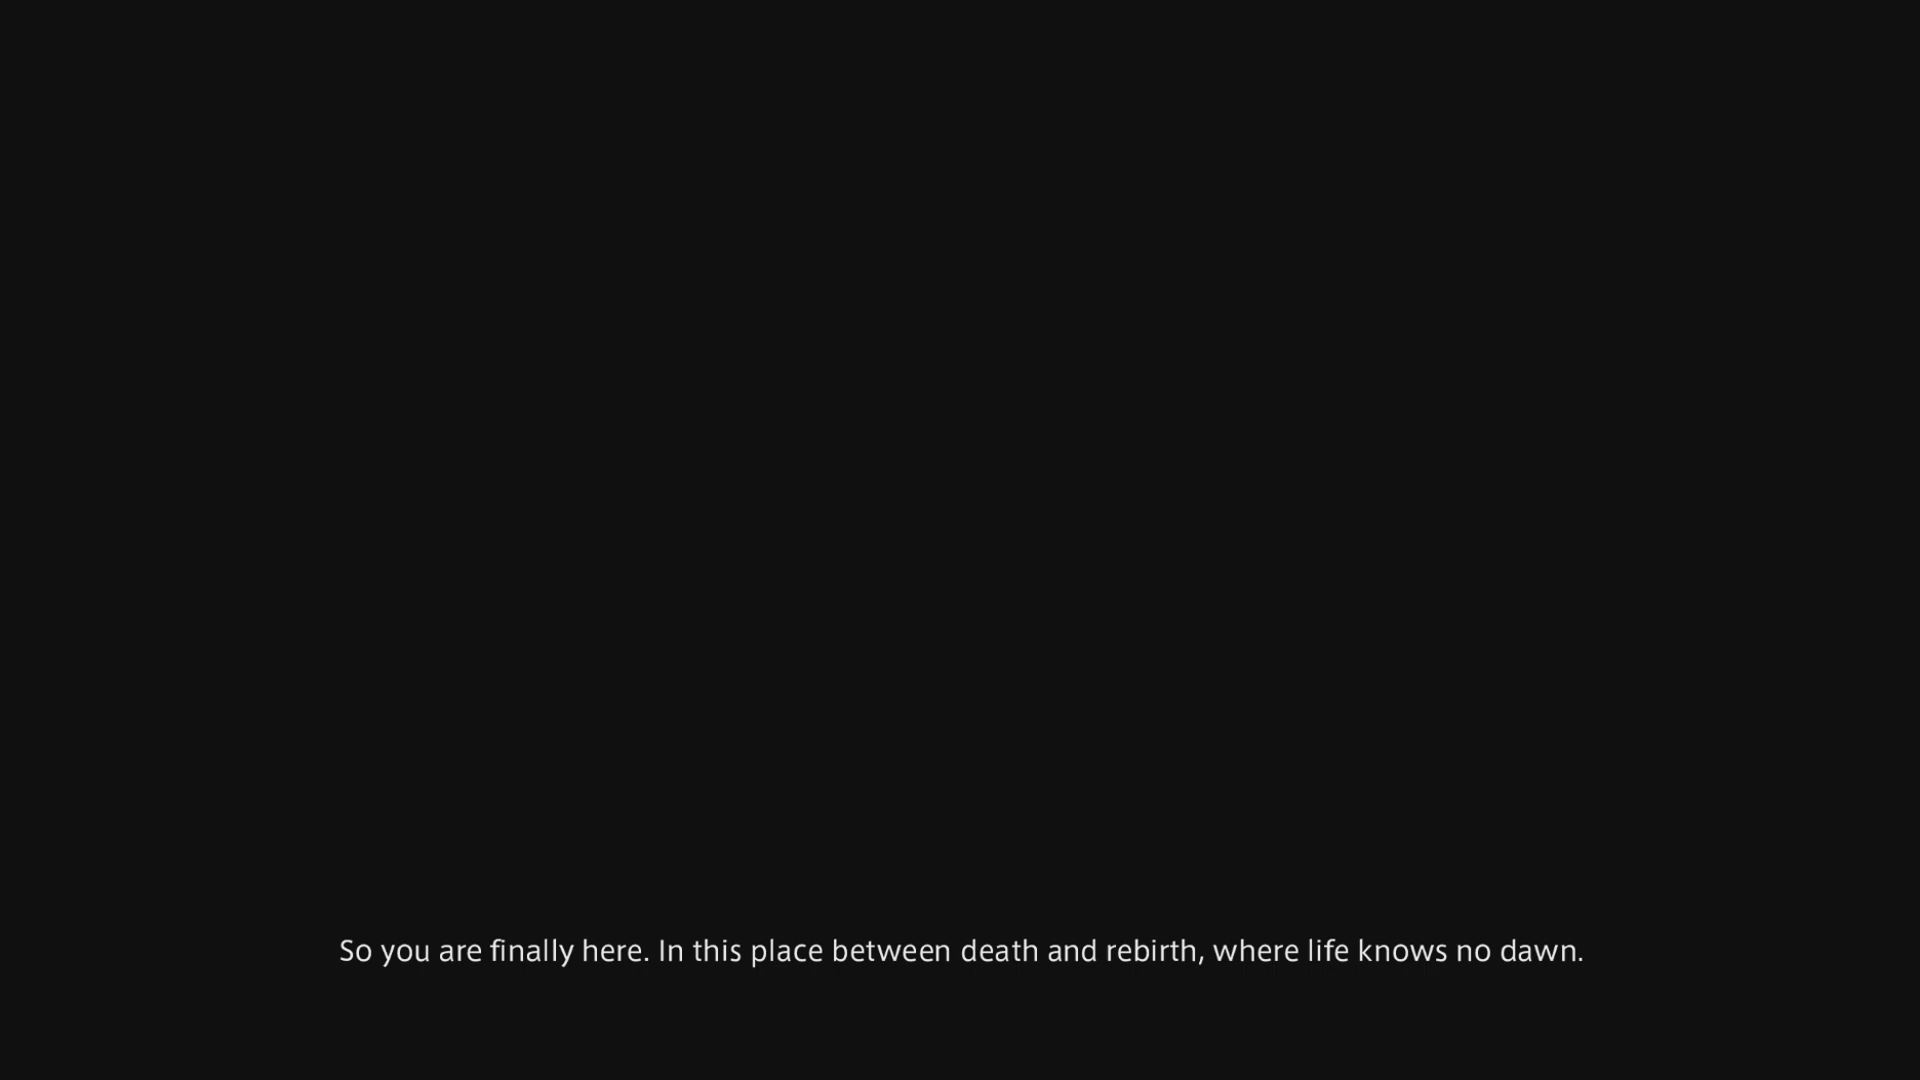 So you are finally here. In this place between death and rebirth, where life knows no dawn.